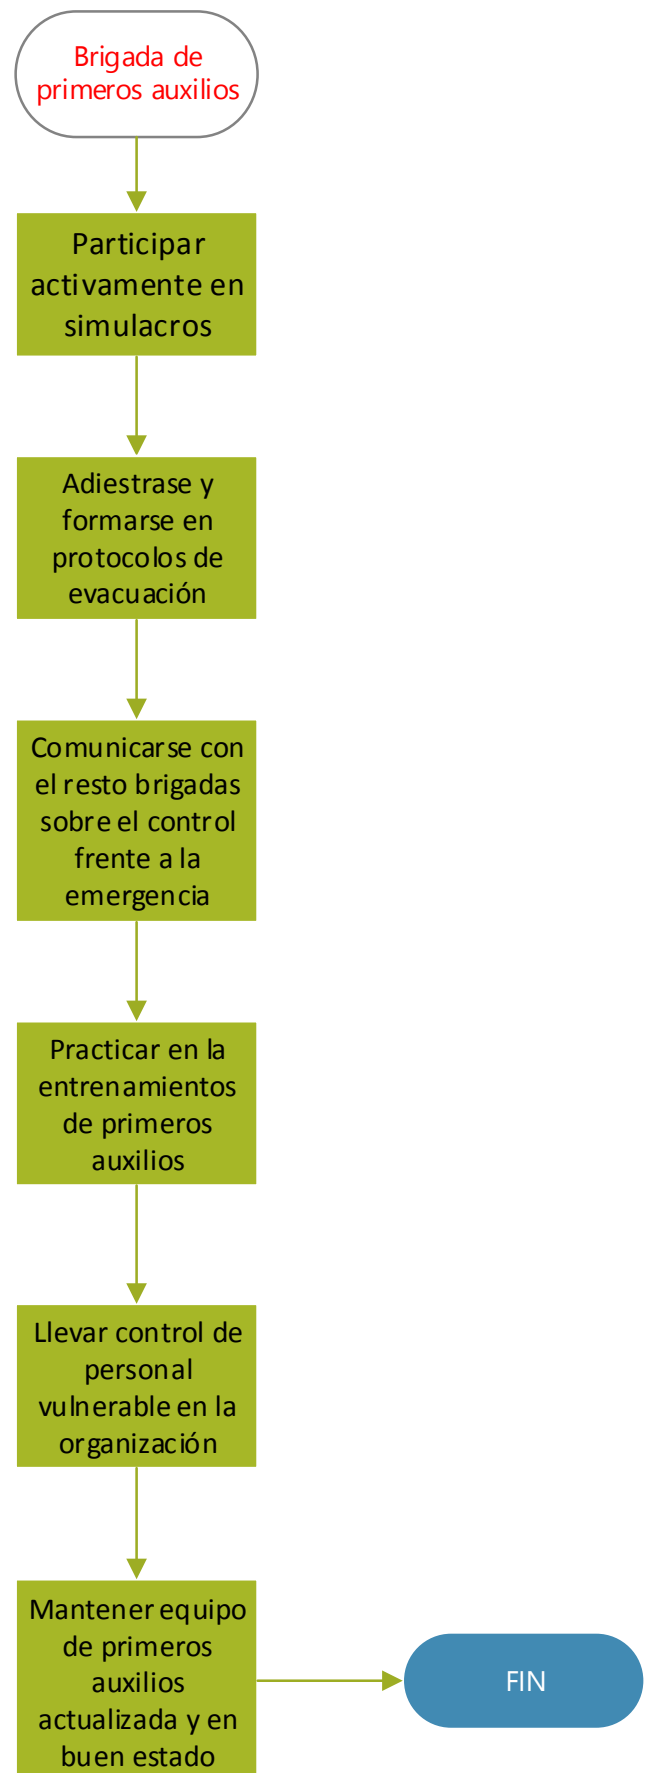 Brigada de
primeros auxilios
Participar
activamente en
simulacros
Adiestrase y
formarse en
protocolos de
evacuación
Comunicarse con
el resto brigadas
sobre el control
frente a la
emergencia
Practicar en la
entrenamientos
de primeros
auxilios
Llevar control de
personal
vulnerable en la
organización
Mantener equipo
de primeros
auxilios
actualizada y en
buen estado
FIN